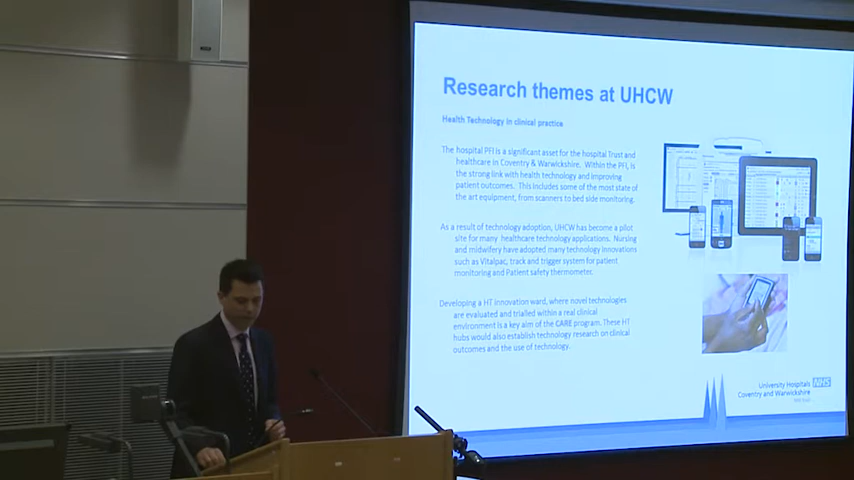 Research themes at UHCW
Health Technology in clinical practice
The hospital PFI is a significant asset for the hospital Trust and
healthcare in Coventry & Warwickshire. Within the PFI, is
the strong link with health technology and improving
patient outcomes. This includes some of the most state of
the art equipment, from scanners to bed side monitoring.
As a result of technology adoption, UHCW has become a pilot
site for many healthcare technology applications. Nursing
and midwifery have adopted many technology innovations
such as Vitalpac, track and trigger system for patient
monitoring and Patient safety thermometer.
Developing a HT innovation ward, where novel technologies
are evaluated and trialled within a real clinical
environment is a key aim of the CARE program. These HT
hubs would also establish technology research on clinical
outcomes and the use of technology.
University Hospitals NHS
Coventry and Warwickshire